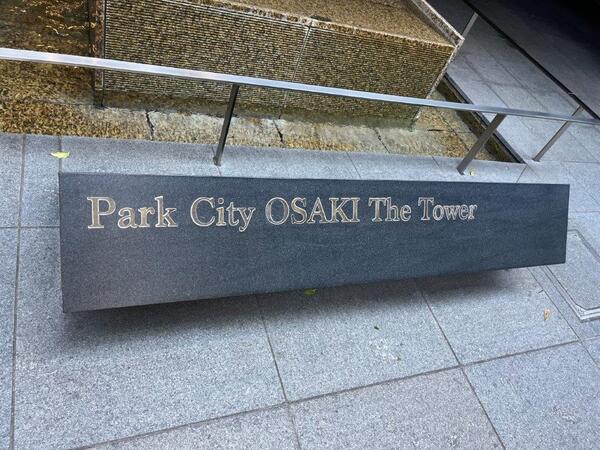 Park City OSAKI The Tower